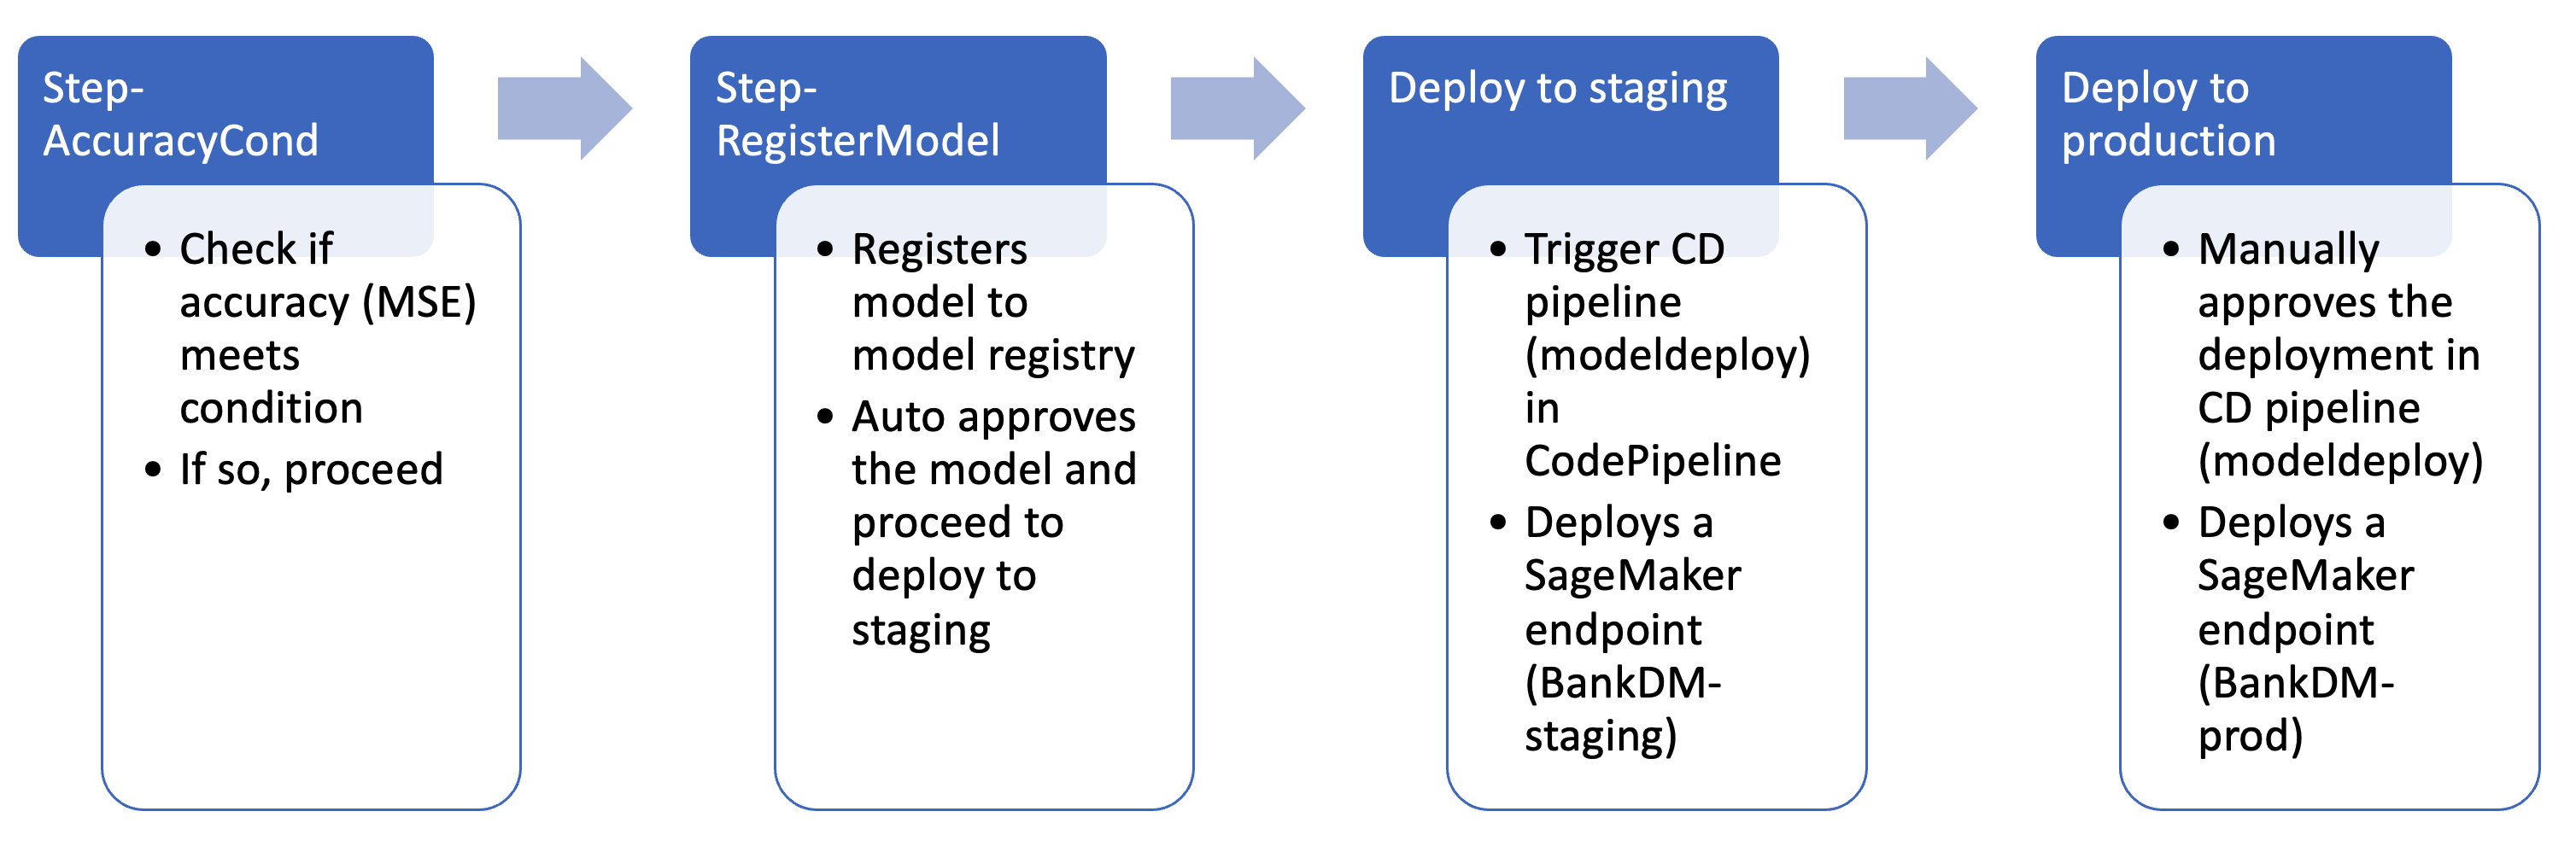 Step-
AccuracyCond
• Check if
accuracy (MSE)
meets
condition
• If so, proceed
Step-
RegisterModel
• Registers
model to
model registry
• Auto approves
the model and
proceed to
deploy to
staging
Deploy to staging
• Trigger CD
pipeline
(modeldeploy)
in
CodePipeline
• Deploys a
SageMaker
endpoint
(BankDM-
staging)
Deploy to
production
• Manually
approves the
deployment in
CD pipeline
(modeldeploy)
• Deploys a
SageMaker
endpoint
(BankDM-
prod)